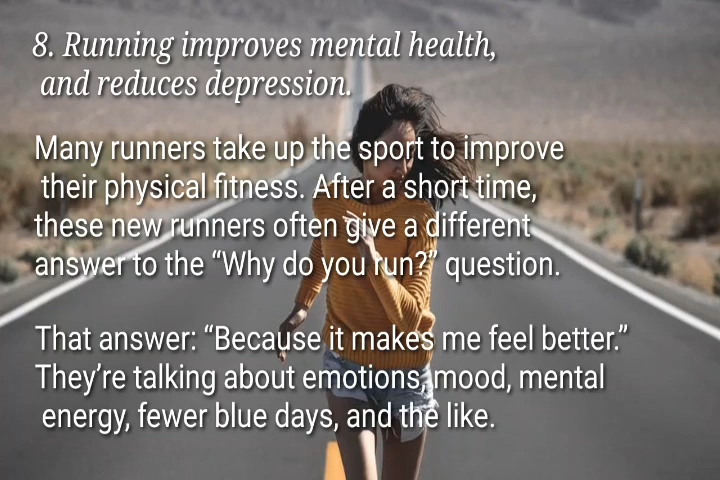 8. Running improves mental health,
and reduces depression.
Many runners take up the sport to improve
their physical fitness. After a short time,
these new runners often give a different
answer to the “Why do you run?” question.
That answer: “Because it makes me feel better.”
They’re talking about emotions, mood, mental
energy, fewer blue days, and the like.